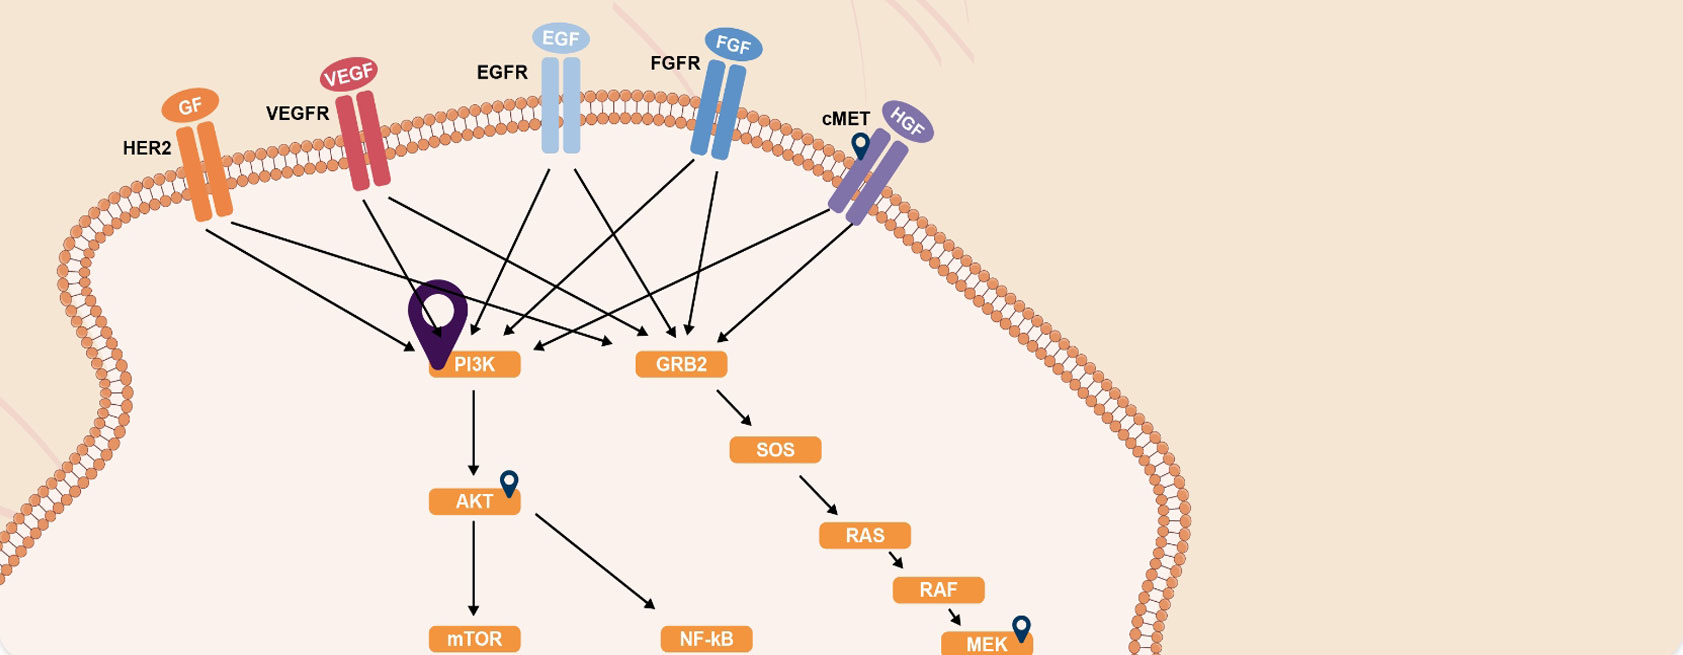 EGF
FGF
EGFR
FGFR
VEGF
GF
VEGFR
HER2
cMET
HGF
PI3K
GRB2
SOS
AKT
RAS
RAF
mTOR
NF-kB
MEK